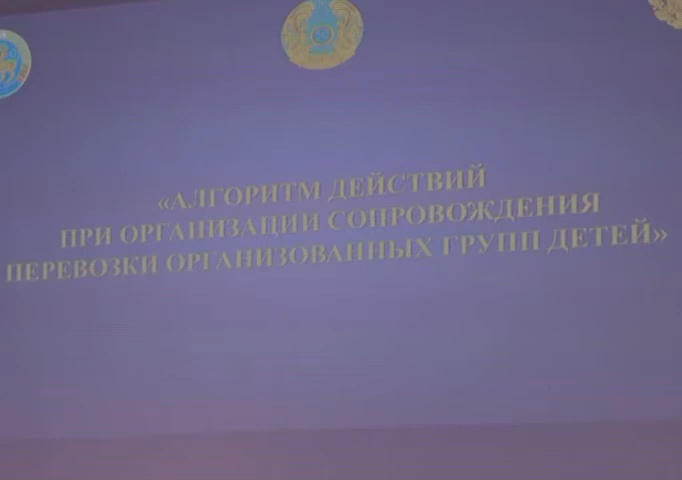 «АЛГОРИТМ ДЕЙСТВИЙ
ПРИ ОРГАНИЗАЦИИ СОПРОВОЖДЕНИЯ
ПЕРЕВОЗКИ ОРГАНИЗОВАННЫХ ГРУПП ДЕТЕЙ»